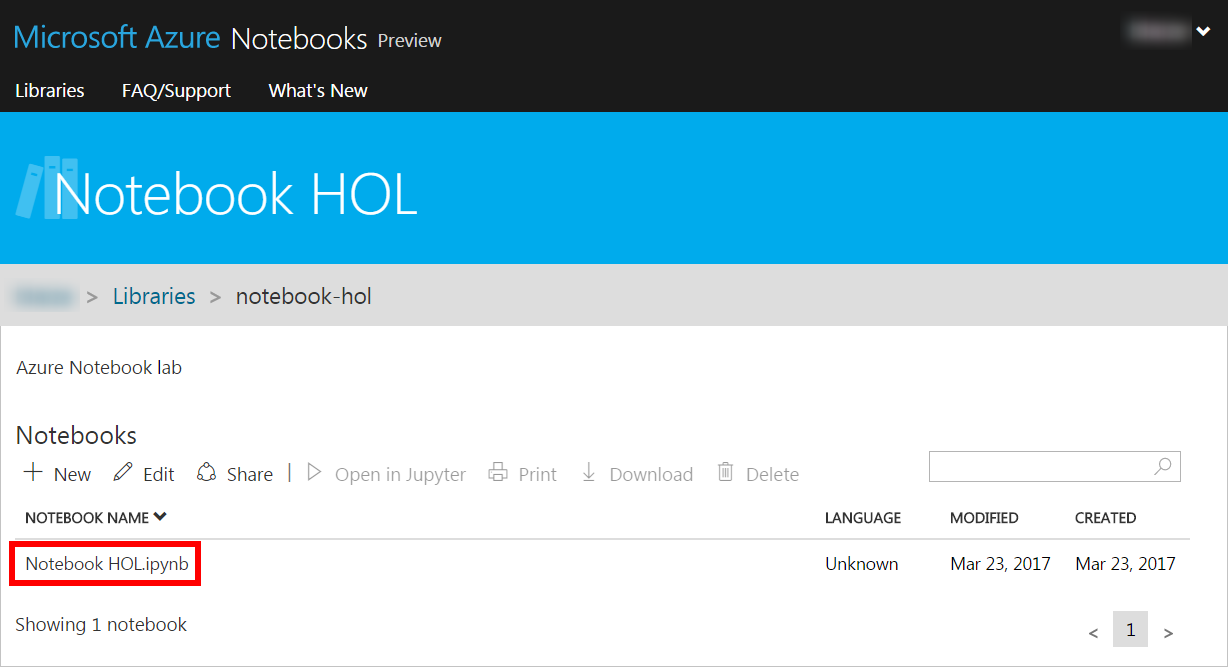 Microsoft Azure Notebooks Preview
Libraries FAQ/Support What's New
Notebook HOL
> Libraries > notebook-hol
Azure Notebook lab
Notebooks
New Edit Share | Open in Jupyter Print Download Delete
NOTEBOOK NAME LANGUAGE MODIFIED CREATED
Notebook HOL.ipynb Unknown Mar 23, 2017 Mar 23, 2017
Showing 1 notebook
< 1 >